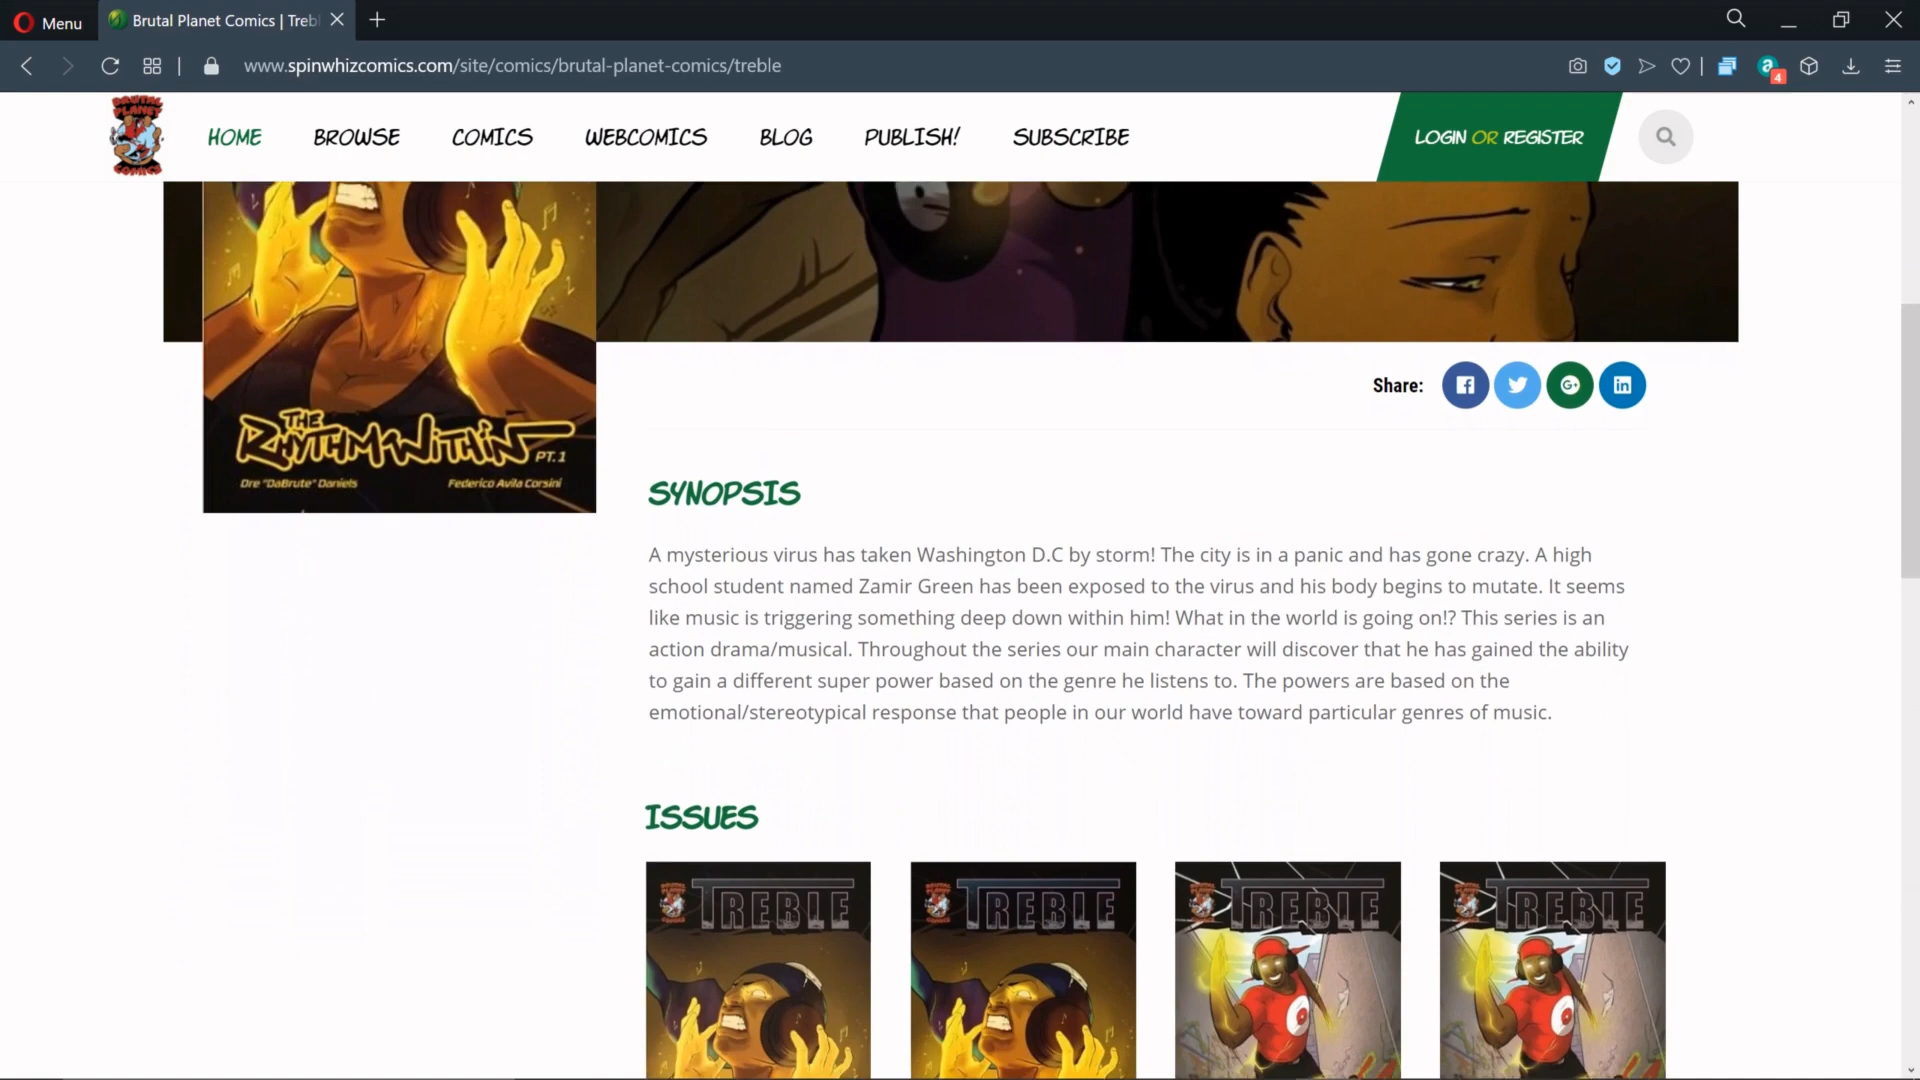 Menu
Brutal Planet Comics | Treb
www.spinwhizcomics.com/site/comics/brutal-planet-comics/treble
4
BRUTAL PLANET COMICS
HOME
BROWSE
COMICS
WEBCOMICS
BLOG
PUBLISH!
SUBSCRIBE
LOGIN OR REGISTER
THE
RHYTHM WITHIN
PT.1
Dre "DaBrute" Daniels
Federico Avila Corsini
Share:
SYNOPSIS
A mysterious virus has taken Washington D.C by storm! The city is in a panic and has gone crazy. A high
school student named Zamir Green has been exposed to the virus and his body begins to mutate. It seems
like music is triggering something deep down within him! What in the world is going on!? This series is an
action drama/musical. Throughout the series our main character will discover that he has gained the ability
to gain a different super power based on the genre he listens to. The powers are based on the
emotional/stereotypical response that people in our world have toward particular genres of music.
ISSUES
TREBLE
TREBLE
TREBLE
TREBLE